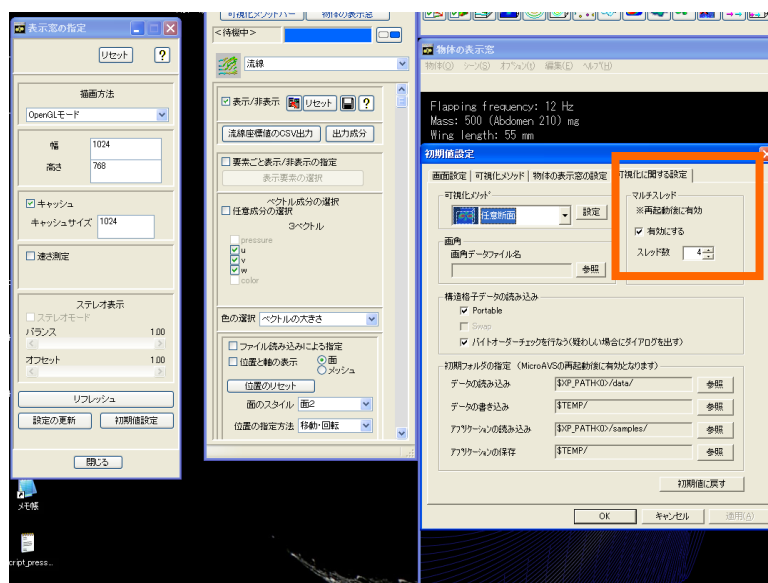 表示窓の指定
リセット
?
描画方法
OpenGLモード
幅
1024
高さ
768
キャッシュ
キャッシュサイズ
1024
速さ測定
ステレオ表示
ステレオモード
バランス
1.00
オフセット
1.00
リフレッシュ
設定の更新
初期値設定
閉じる
メモ帳
cript_press...
可視化メソッドバー
物体の表示窓
<待機中>
流線
表示/非表示
リセット
?
流線座標値のCSV出力
出力成分
要素ごと表示/非表示の指定
表示要素の選択
ベクトル成分の選択
任意成分の選択
3ベクトル
pressure
u
v
w
color
色の選択
ベクトルの大きさ
ファイル読み込みによる指定
位置と軸の表示
面
メッシュ
位置のリセット
面のスタイル
面2
位置の指定方法
移動・回転
物体の表示窓
物体(O) シーン(S) オプション(Y) 編集(E) ヘルプ(H)
Flapping frequency: 12 Hz
Mass: 500 (Abdomen 210) mg
Wing length: 55 mm
初期値設定
画面設定
可視化メソッド
物体の表示窓の設定
可視化に関する設定
可視化メソッド
任意断面
設定
マルチスレッド
※再起動後に有効
有効にする
スレッド数
4
画角
画角データファイル名
参照
構造格子データの読み込み
Portable
Swap
バイトオーダーチェックを行なう(疑わしい場合にダイアログを出す)
初期フォルダの指定 (MicroAVSの再起動後に有効となります)
データの読み込み
$XP_PATH<0>/data/
参照
データの書き込み
$TEMP/
参照
アプリケーションの読み込み
$XP_PATH<0>/samples/
参照
アプリケーションの保存
$TEMP/
参照
初期値に戻す
OK
キャンセル
適用(A)